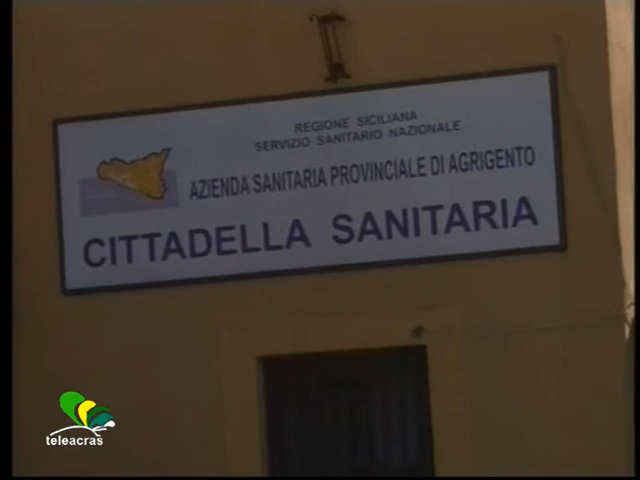 REGIONE SICILIANA
SERVIZIO SANITARIO NAZIONALE
AZIENDA SANITARIA PROVINCIALE DI AGRIGENTO
CITTADELLA SANITARIA
teleacras